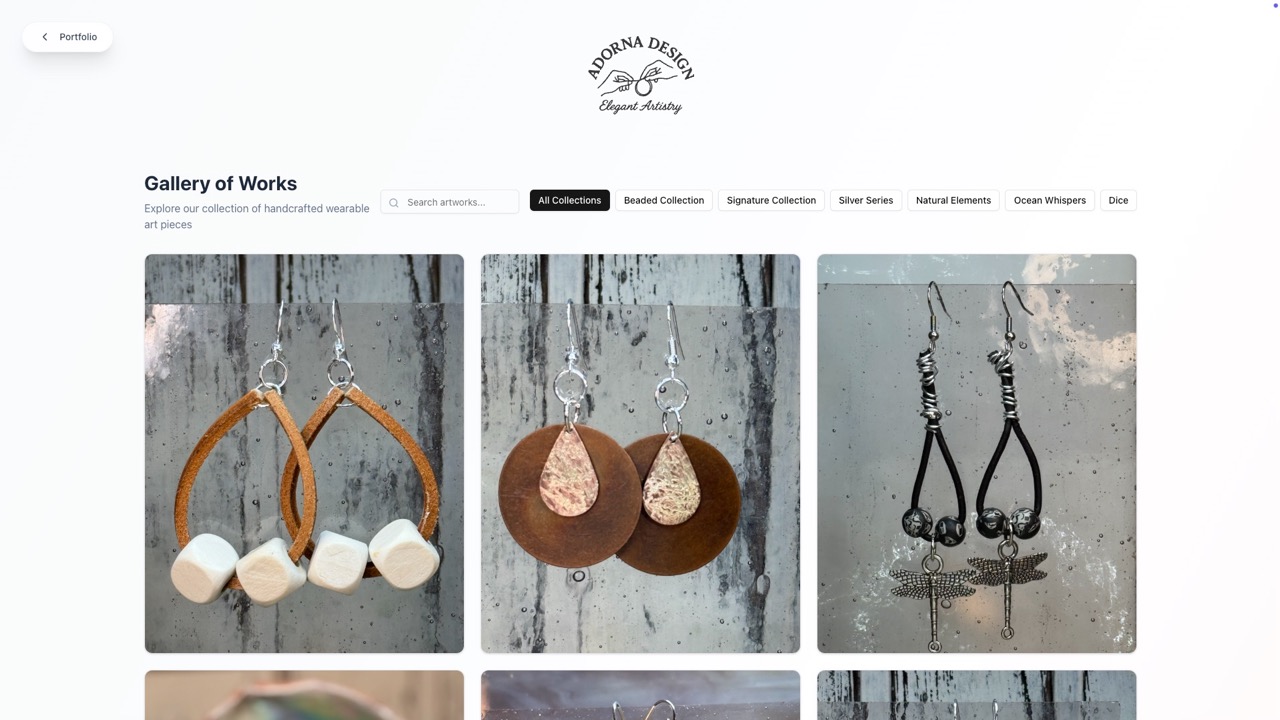 Portfolio
ADORNA DESIGN
Elegant Artistry
Gallery of Works
Explore our collection of handcrafted wearable
art pieces
Search artworks...
All Collections
Beaded Collection
Signature Collection
Silver Series
Natural Elements
Ocean Whispers
Dice